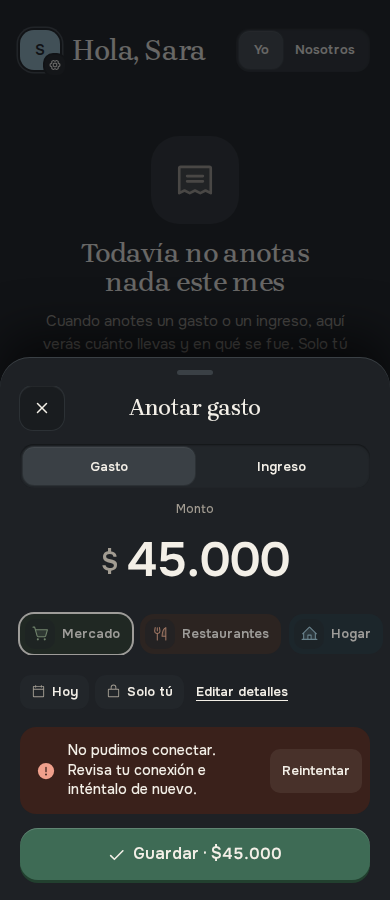 S
Hola, Sara
Yo
Nosotros
Todavía no anotas
nada este mes
Cuando anotes un gasto o un ingreso, aquí
verás cuánto llevas y en qué se fue. Solo tú
Anotar gasto
Gasto
Ingreso
Monto
$ 45.000
Mercado
Restaurantes
Hogar
Hoy
Solo tú
Editar detalles
No pudimos conectar.
Revisa tu conexión e
inténtalo de nuevo.
Reintentar
Guardar · $45.000